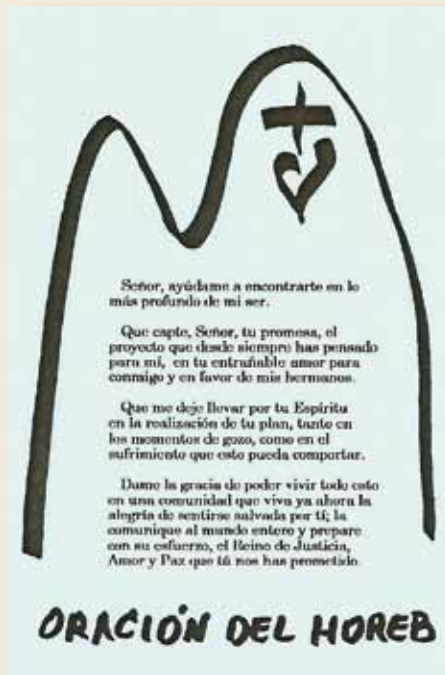 Señor, ayúdame a encontrarte en lo
más profundo de mi ser.
Que capte, Señor, tu promesa, el
proyecto que desde siempre has pensado
para mí, en tu entrañable amor para
conmigo y en favor de mis hermanos.
Que me deje llevar por tu Espíritu
en la realización de tu plan, tanto en
los momentos de gozo, como en el
sufrimiento que esto pueda comportar.
Dame la gracia de poder vivir todo esto
en una comunidad que viva ya ahora la
alegría de sentirse salvada por tí; la
comunique al mundo entero y prepare
con su esfuerzo, el Reino de Justicia,
Amor y Paz que tú nos has prometido.
ORACIÓN DEL HOREB